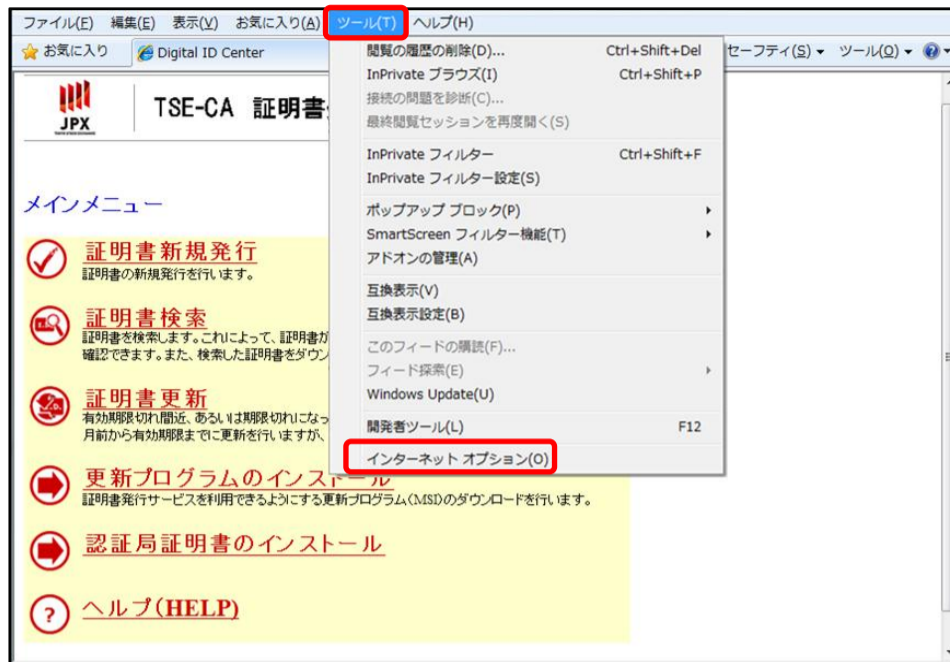 ファイル(F) 編集(E) 表示(V) お気に入り(A) ツール(T) ヘルプ(H)
お気に入り Digital ID Center セーフティ(S) ツール(O)
JPX TSE-CA 証明書
メインメニュー
証明書新規発行
証明書の新規発行を行います。
証明書検索
証明書を検索します。これによって、証明書が
確認できます。また、検索した証明書をダウン
証明書更新
有効期限切れ間近、あるいは期限切れになっ
月前から有効期限までに更新を行いますが、
更新プログラムのインストール
証明書発行サービスを利用できるようにする更新プログラム(MSI)のダウンロードを行います。
認証局証明書のインストール
ヘルプ(HELP)
閲覧の履歴の削除(D)... Ctrl+Shift+Del
InPrivate ブラウズ(I) Ctrl+Shift+P
接続の問題を診断(C)...
最終閲覧セッションを再度開く(S)
InPrivate フィルター Ctrl+Shift+F
InPrivate フィルター設定(S)
ポップアップ ブロック(P)
SmartScreen フィルター機能(T)
アドオンの管理(A)
互換表示(V)
互換表示設定(B)
このフィードの購読(F)...
フィード探索(E)
Windows Update(U)
開発者ツール(L) F12
インターネット オプション(O)